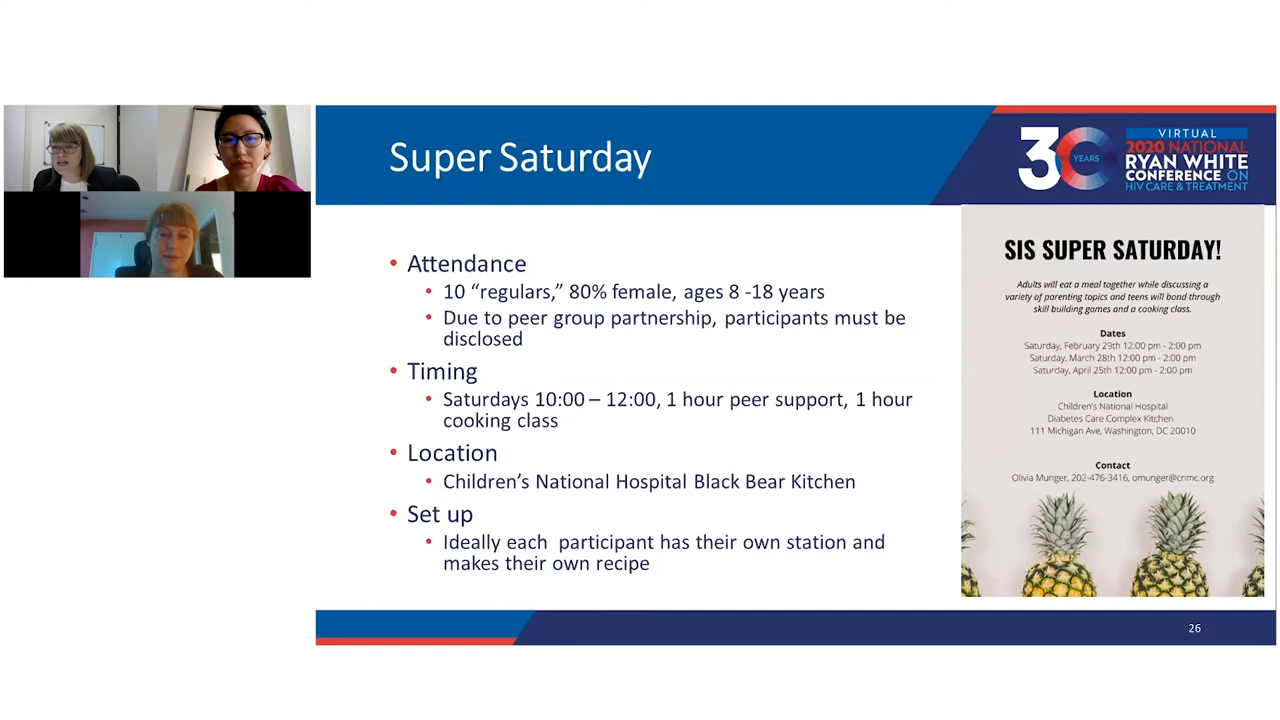 Super Saturday
30 YEARS
VIRTUAL
2020 NATIONAL
RYAN WHITE
CONFERENCE ON
HIV CARE & TREATMENT
• Attendance
• 10 “regulars,” 80% female, ages 8 -18 years
• Due to peer group partnership, participants must be
disclosed
• Timing
• Saturdays 10:00 – 12:00, 1 hour peer support, 1 hour
cooking class
• Location
• Children’s National Hospital Black Bear Kitchen
• Set up
• Ideally each participant has their own station and
makes their own recipe
SIS SUPER SATURDAY!
Adults will eat a meal together while discussing a
variety of parenting topics and teens will bond through
skill building games and a cooking class.
Dates
Saturday, February 29th 12:00 pm - 2:00 pm
Saturday, March 28th 12:00 pm - 2:00 pm
Saturday, April 25th 12:00 pm - 2:00 pm
Location
Children's National Hospital
Diabetes Care Complex Kitchen
111 Michigan Ave, Washington, DC 20010
Contact
Olivia Munger, 202-476-3416, omunger@cnmc.org
26